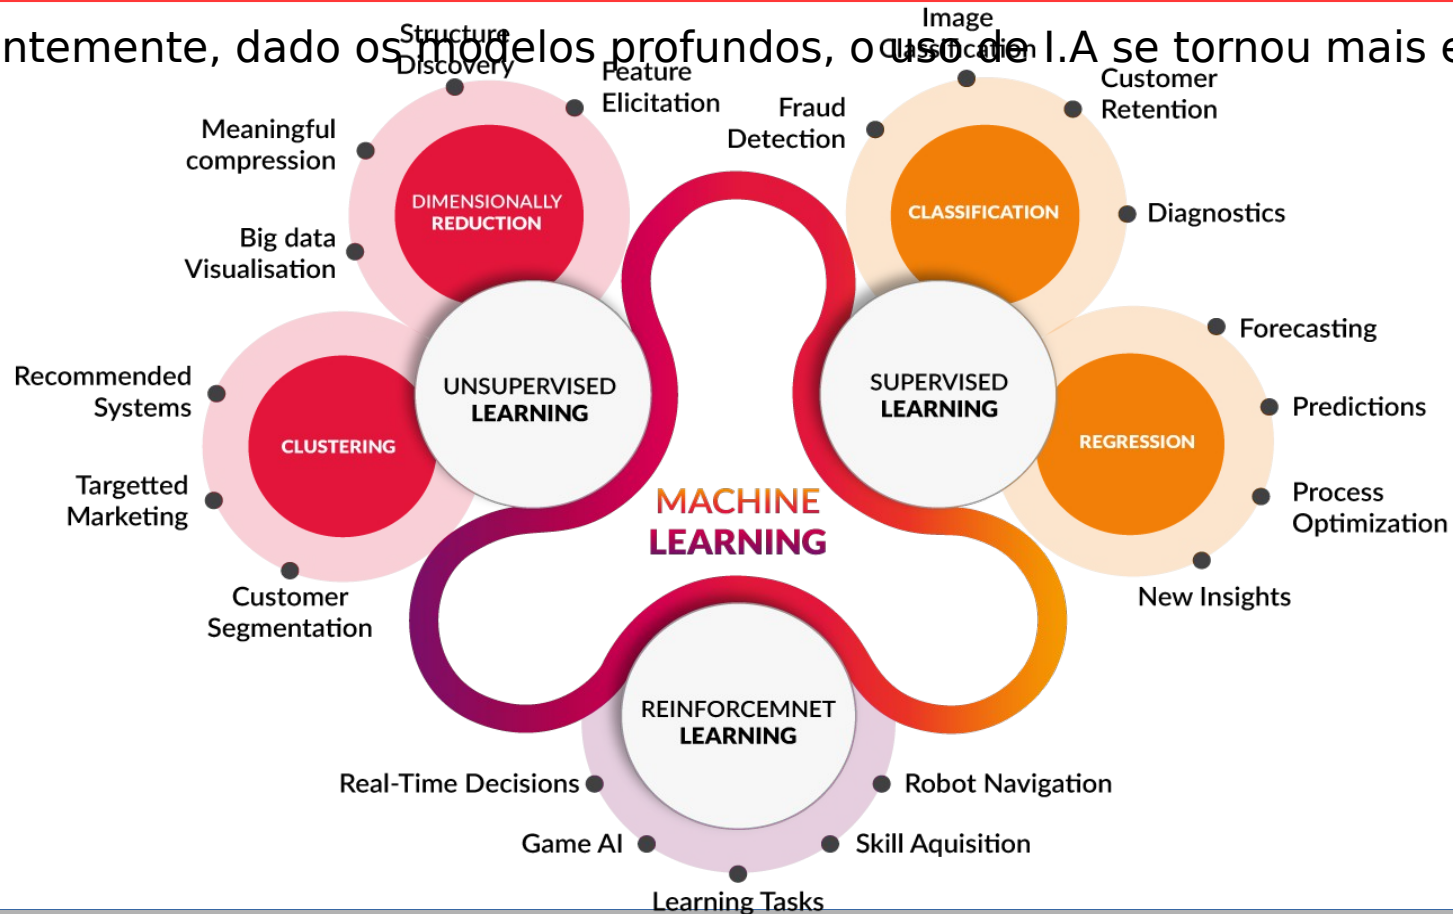 ntemente, dado os modelos profundos, o uso de I.A se tornou mais e
Structure
Discovery
Feature
Elicitation
Meaningful
compression
Big data
Visualisation
DIMENSIONALLY
REDUCTION
Image
Classification
Fraud
Detection
Customer
Retention
Diagnostics
CLASSIFICATION
Recommended
Systems
Targetted
Marketing
Customer
Segmentation
CLUSTERING
UNSUPERVISED
LEARNING
SUPERVISED
LEARNING
REGRESSION
Forecasting
Predictions
Process
Optimization
New Insights
MACHINE
LEARNING
REINFORCEMNET
LEARNING
Real-Time Decisions
Game AI
Learning Tasks
Skill Aquisition
Robot Navigation